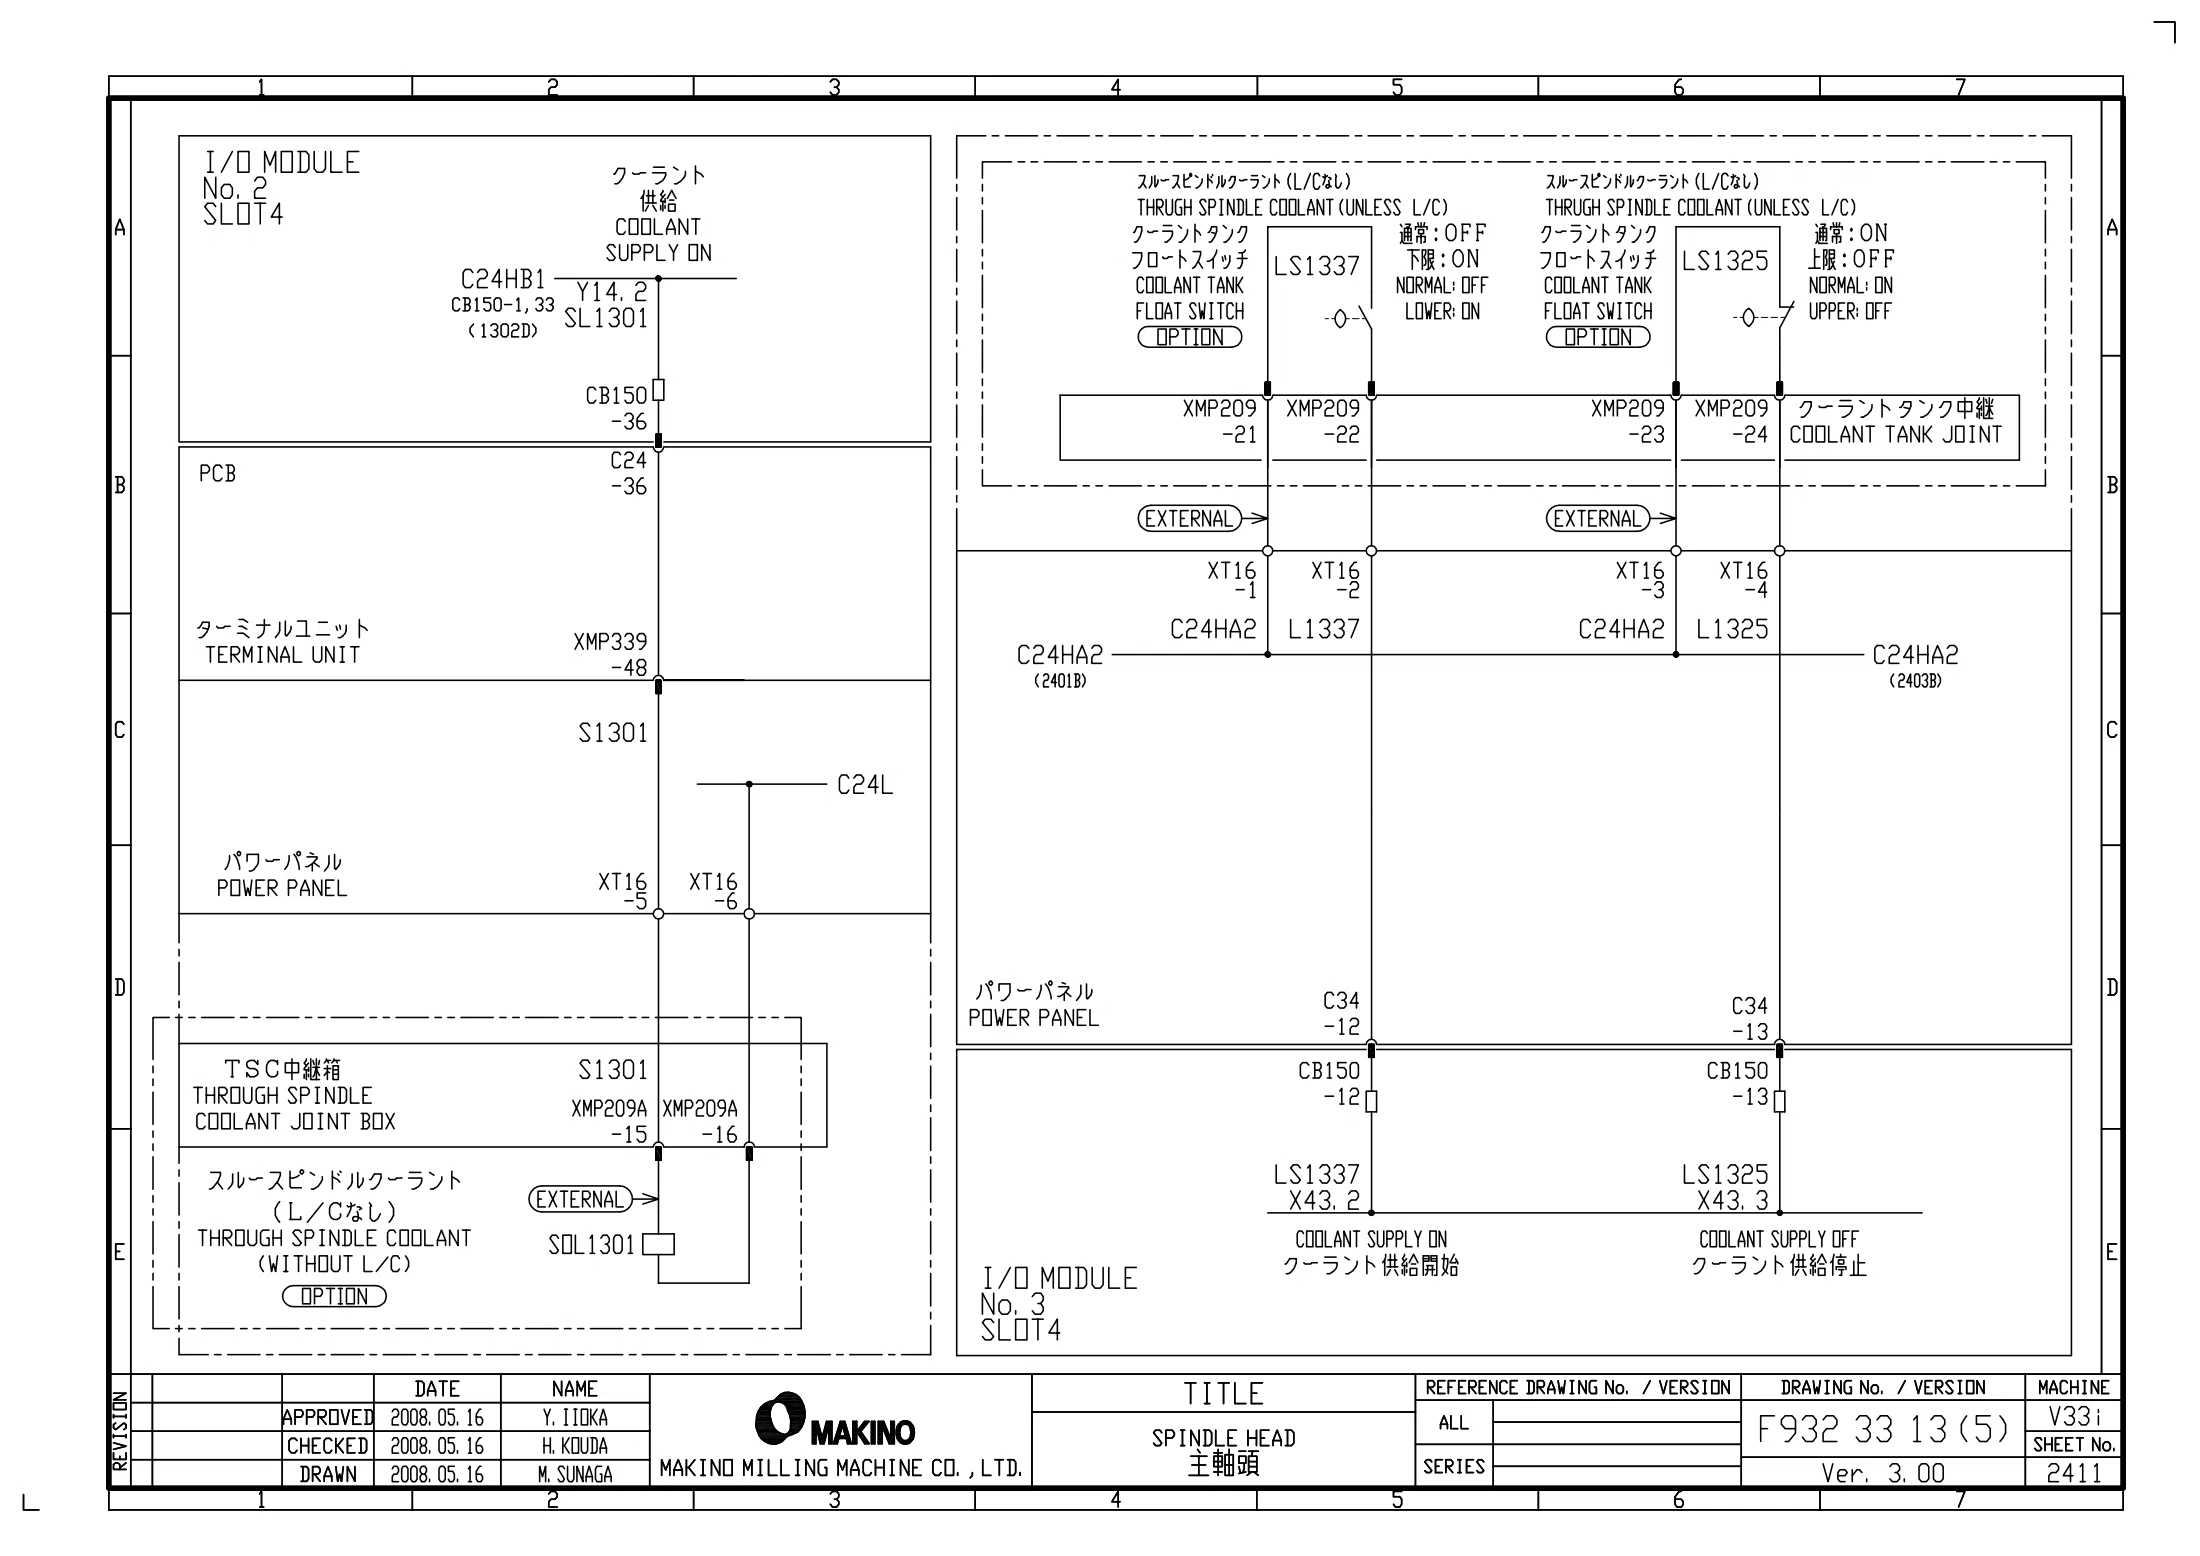 1 2 3 4 5 6 7
A
B
C
D
E
I/O MODULE
No. 2
SLOT4
クーラント
供給
COOLANT
SUPPLY ON
C24HB1
CB150-1,33
(1302D)
Y14. 2
SL1301
CB150
-36
PCB
C24
-36
ターミナルユニット
TERMINAL UNIT
XMP339
-48
S1301
C24L
パワーパネル
POWER PANEL
XT16
-5
XT16
-6
TSC中継箱
THROUGH SPINDLE
COOLANT JOINT BOX
S1301
XMP209A
-15
XMP209A
-16
スルースピンドルクーラント
(L/Cなし)
THROUGH SPINDLE COOLANT
(WITHOUT L/C)
OPTION
EXTERNAL
SOL1301
スルースピンドルクーラント(L/Cなし)
THRUGH SPINDLE COOLANT(UNLESS L/C)
クーラントタンク
フロートスイッチ
COOLANT TANK
FLOAT SWITCH
OPTION
LS1337
通常:OFF
下限:ON
NORMAL: OFF
LOWER: ON
スルースピンドルクーラント(L/Cなし)
THRUGH SPINDLE COOLANT(UNLESS L/C)
クーラントタンク
フロートスイッチ
COOLANT TANK
FLOAT SWITCH
OPTION
LS1325
通常:ON
上限:OFF
NORMAL: ON
UPPER: OFF
XMP209
-21
XMP209
-22
XMP209
-23
XMP209
-24
クーラントタンク中継
COOLANT TANK JOINT
EXTERNAL
EXTERNAL
XT16
-1
XT16
-2
XT16
-3
XT16
-4
C24HA2
L1337
C24HA2
L1325
C24HA2
(2401B)
C24HA2
(2403B)
パワーパネル
POWER PANEL
C34
-12
C34
-13
CB150
-12
CB150
-13
LS1337
X43. 2
LS1325
X43. 3
COOLANT SUPPLY ON
クーラント供給開始
COOLANT SUPPLY OFF
クーラント供給停止
I/O MODULE
No. 3
SLOT4
A
B
C
D
E
REVISION
DATE NAME
APPROVED 2008. 05. 16 Y. IIOKA
CHECKED 2008. 05. 16 H. KOUDA
DRAWN 2008. 05. 16 M. SUNAGA
MAKINO
MAKINO MILLING MACHINE CO. ,LTD.
TITLE
SPINDLE HEAD
主軸頭
REFERENCE DRAWING No. / VERSION
ALL
SERIES
DRAWING No. / VERSION
F932 33 13(5)
Ver. 3. 00
MACHINE
V33i
SHEET No.
2411
1 2 3 4 5 6 7